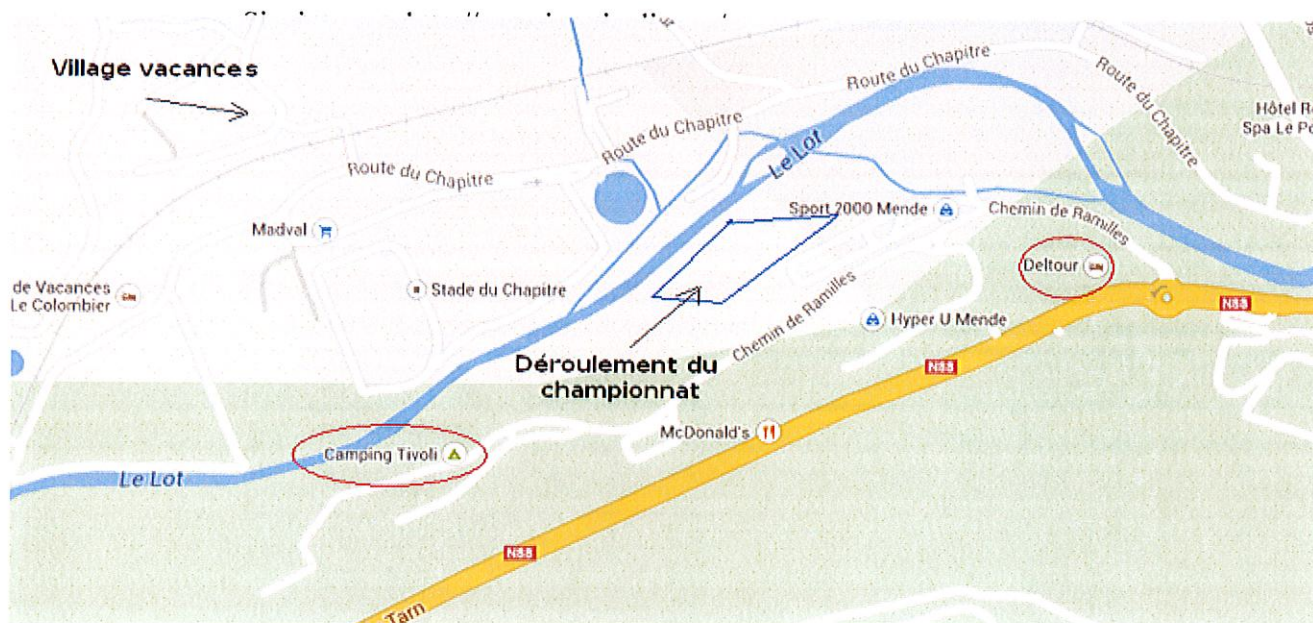 Village vacances
Route du Chapitre
Route du Chapitre
Route du Chapitre
Route du Chapitre
Hôtel R
Spa Le P
Le Lot
Madval
Sport 2000 Mende
Chemin de Ramilles
de Vacances
Le Colombier
Stade du Chapitre
Deltour
Chemin de Ramilles
Hyper U Mende
N88
Déroulement du
championnat
N88
McDonald's
Camping Tivoli
Le Lot
N88
Tarn